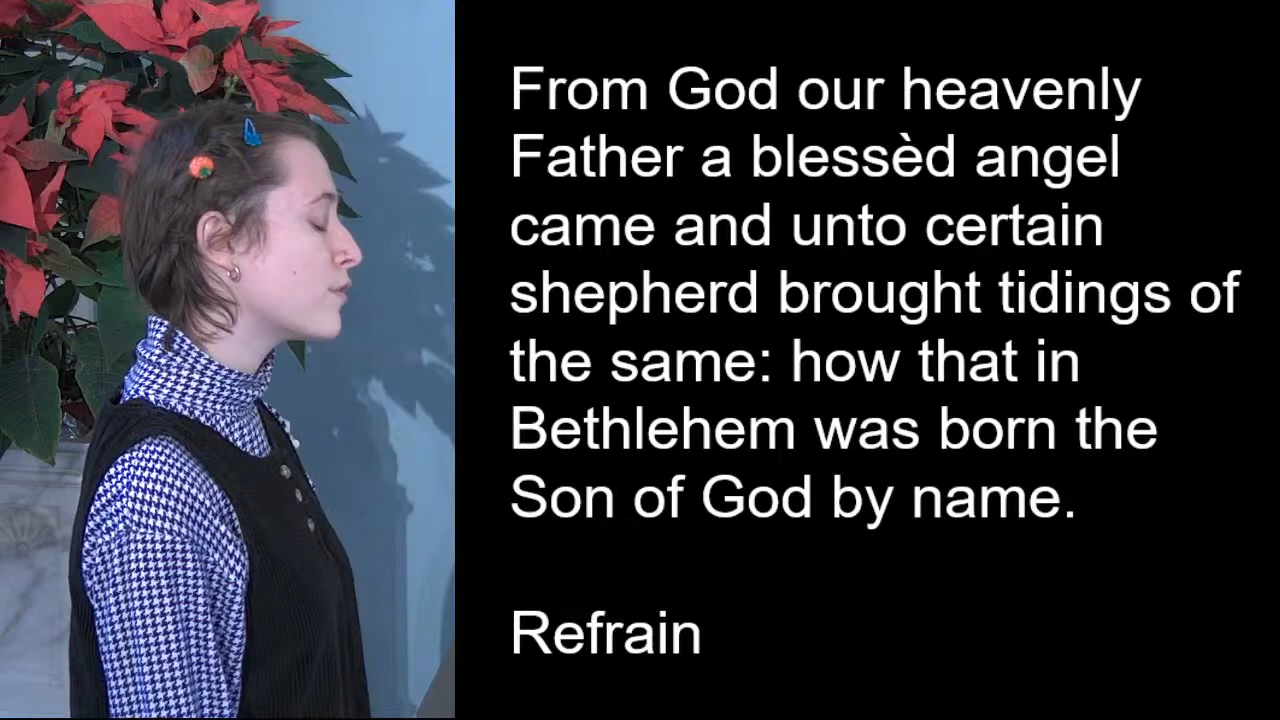 From God our heavenly
Father a blessèd angel
came and unto certain
shepherd brought tidings of
the same: how that in
Bethlehem was born the
Son of God by name.
Refrain